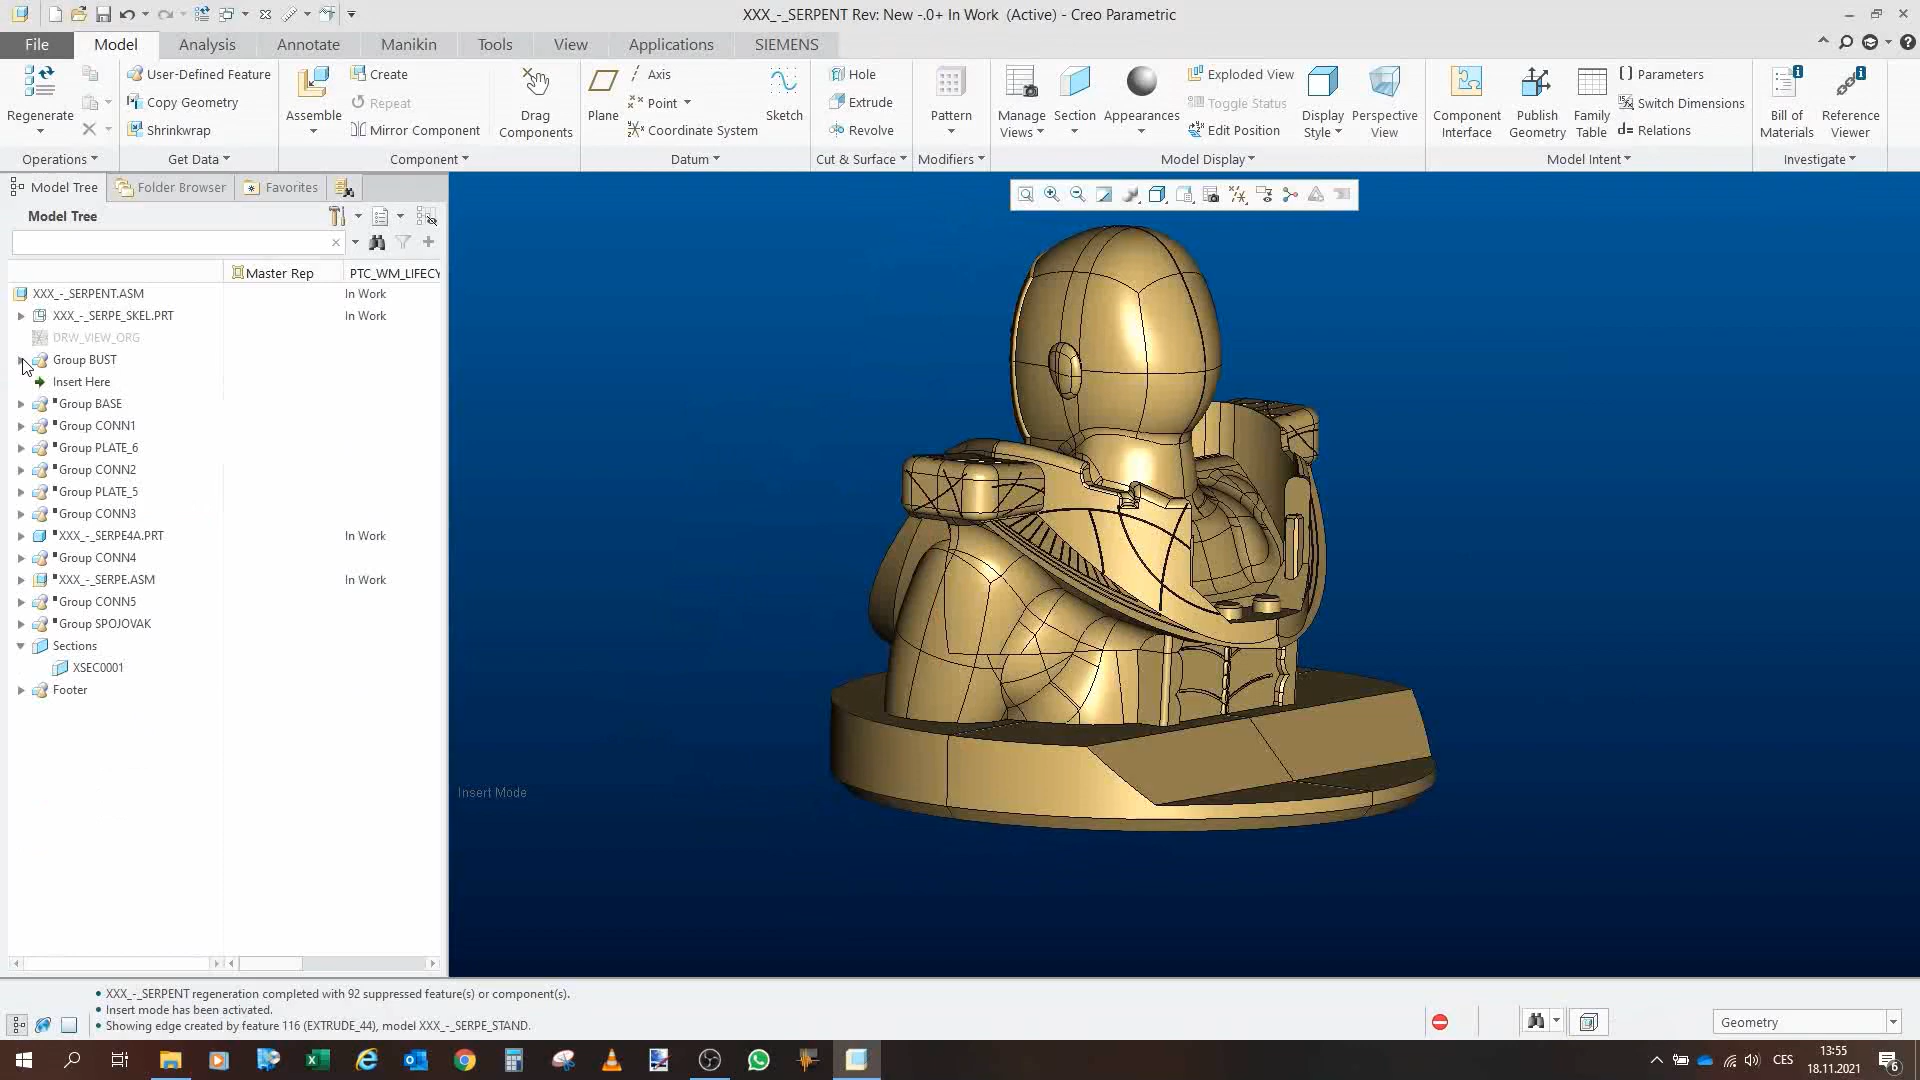 XXX_-_SERPENT Rev: New -.0+ In Work  (Active) - Creo Parametric
File Model Analysis Annotate Manikin Tools View Applications SIEMENS
Regenerate
Operations
User-Defined Feature
Copy Geometry
Shrinkwrap
Get Data
Assemble
Create
Repeat
Mirror Component
Drag
Components
Component
Plane
Axis
Point
Coordinate System
Sketch
Datum
Hole
Extrude
Revolve
Cut & Surface
Pattern
Modifiers
Manage
Views
Section
Appearances
Exploded View
Toggle Status
Edit Position
Display
Style
Perspective
View
Model Display
Component
Interface
Publish
Geometry
Family
Table
Parameters
Switch Dimensions
d= Relations
Model Intent
Bill of
Materials
Reference
Viewer
Investigate
Model Tree Folder Browser Favorites
Model Tree
Master Rep PTC_WM_LIFECY
XXX_-_SERPENT.ASM In Work
XXX_-_SERPE_SKEL.PRT In Work
DRW_VIEW_ORG
Group BUST
Insert Here
Group BASE
Group CONN1
Group PLATE_6
Group CONN2
Group PLATE_5
Group CONN3
XXX_-_SERPE4A.PRT In Work
Group CONN4
XXX_-_SERPE.ASM In Work
Group CONN5
Group SPOJOVAK
Sections
XSEC0001
Footer
Insert Mode
• XXX_-_SERPENT regeneration completed with 92 suppressed feature(s) or component(s).
• Insert mode has been activated.
• Showing edge created by feature 116 (EXTRUDE_44), model XXX_-_SERPE_STAND.
Geometry
CES
13:55
18.11.2021
6